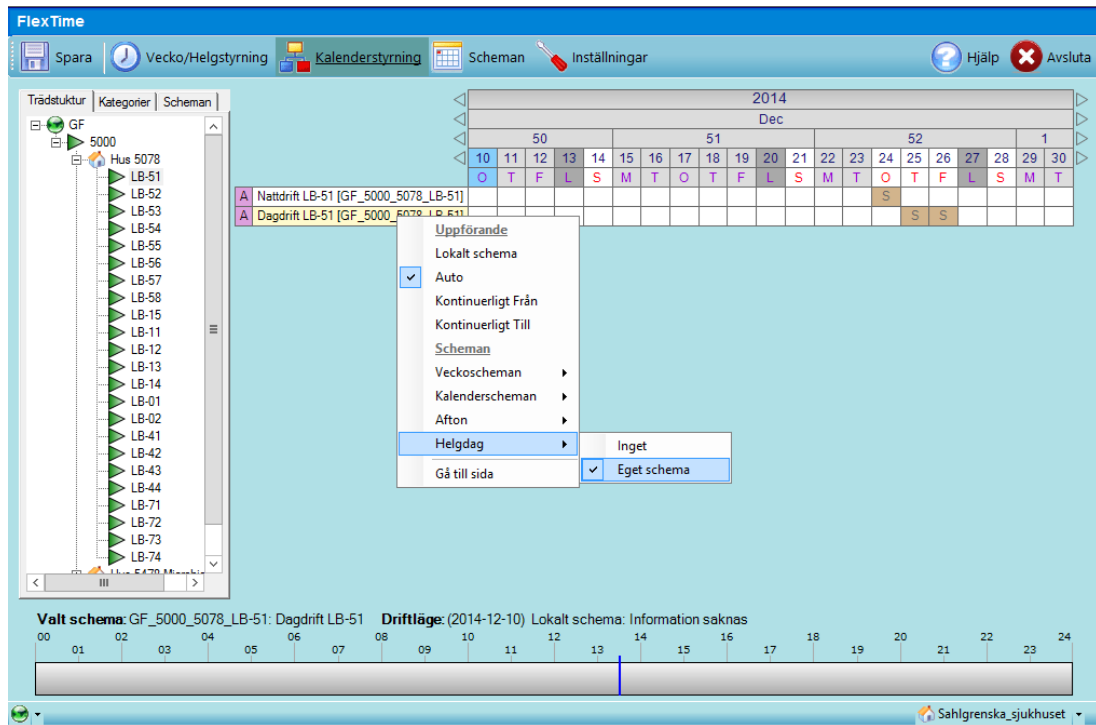 FlexTime
Spara Vecko/Helgstyrning Kalenderstyrning Scheman Inställningar Hjälp Avsluta
Trädstuktur Kategorier Scheman
GF
5000
Hus 5078
LB-51
LB-52
LB-53
LB-54
LB-55
LB-56
LB-57
LB-58
LB-15
LB-11
LB-12
LB-13
LB-14
LB-01
LB-02
LB-41
LB-42
LB-43
LB-44
LB-71
LB-72
LB-73
LB-74
2014
Dec
50 51 52 1
10 11 12 13 14 15 16 17 18 19 20 21 22 23 24 25 26 27 28 29 30
O T F L S M T O T F L S M T O T F L S M T
A Nattdrift LB-51 [GF_5000_5078_LB-51] S
A Dagdrift LB-51 [GF_5000_5078_LB-51] S S
Uppförande
Lokalt schema
Auto
Kontinuerligt Från
Kontinuerligt Till
Scheman
Veckoscheman
Kalenderscheman
Afton
Helgdag
Gå till sida
Inget
Eget schema
Valt schema: GF_5000_5078_LB-51: Dagdrift LB-51 Driftläge: (2014-12-10) Lokalt schema: Information saknas
00 02 04 06 08 10 12 14 16 18 20 22 24
01 03 05 07 09 11 13 15 17 19 21 23
Sahlgrenska_sjukhuset